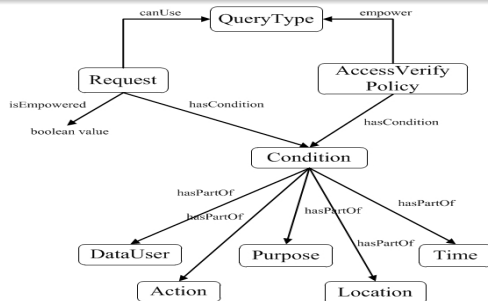 canUse
QueryType
empower
Request
AccessVerify
Policy
isEmpowered
hasCondition
hasCondition
boolean value
Condition
hasPartOf
hasPartOf
hasPartOf
hasPartOf
hasPartOf
DataUser
Purpose
Time
Action
Location